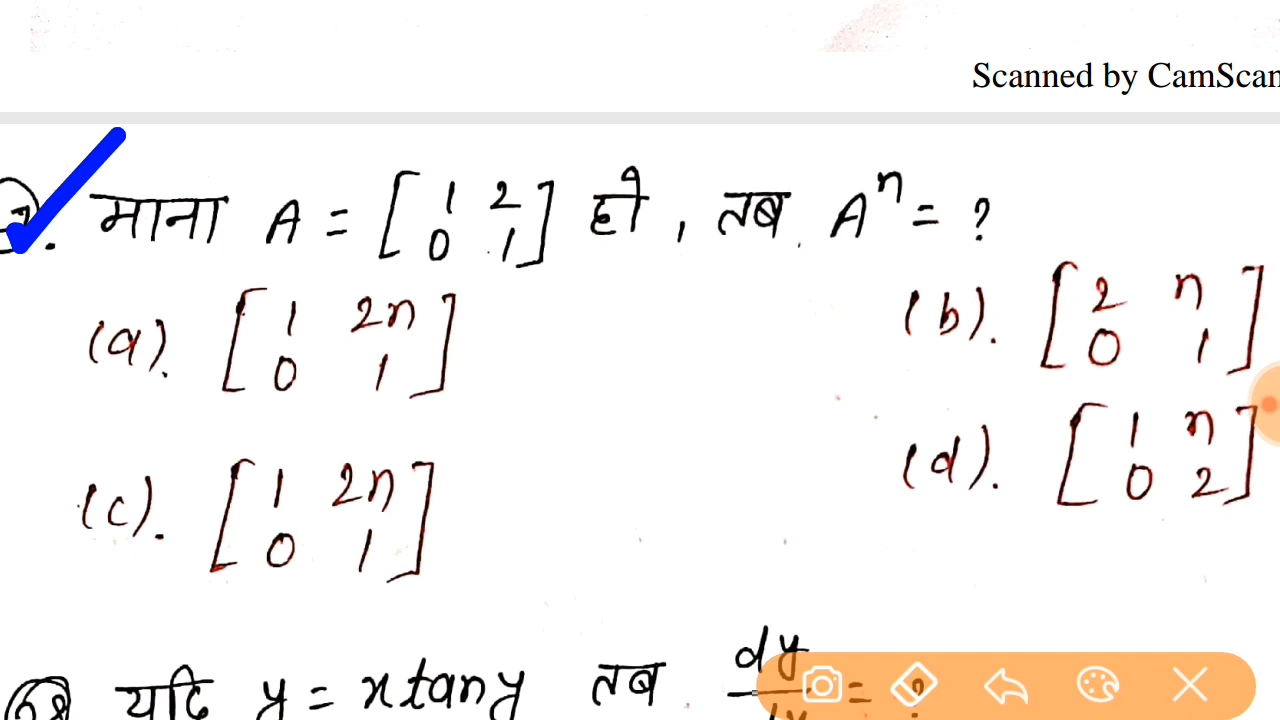 Scanned by CamScan
माना A = [1 2 0 1] हो, तब A^n = ?
(a). [1 2n 0 1] (b). [2 n 0 1]
(c). [1 2n 0 1] (d). [1 n 0 2]
यदि y = x tan y तब dy = ?